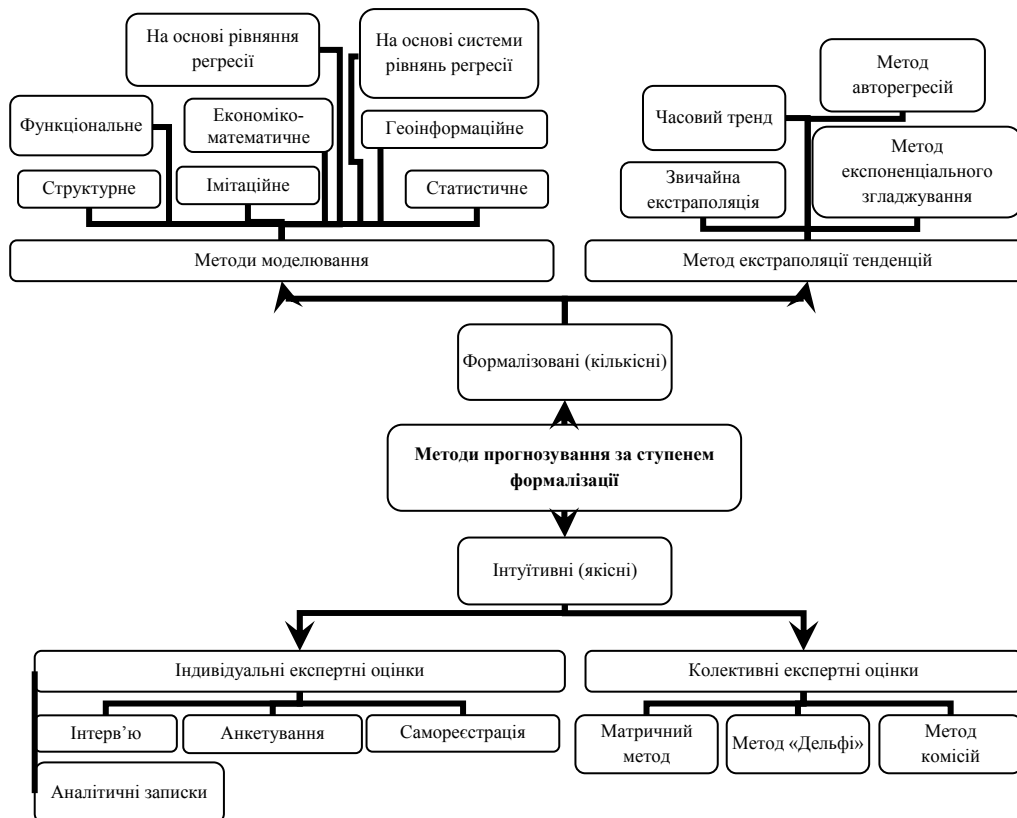 На основі рівняння
регресії
На основі системи
рівнянь регресії
Функціональне
Економіко-
математичне
Геоінформаційне
Структурне
Імітаційне
Статистичне
Методи моделювання
Метод
авторегресій
Часовий тренд
Метод
експоненціального
згладжування
Звичайна
екстраполяція
Метод екстраполяції тенденцій
Формалізовані (кількісні)
Методи прогнозування за ступенем
формалізації
Інтуїтивні (якісні)
Індивідуальні експертні оцінки
Інтерв’ю
Анкетування
Самореєстрація
Аналітичні записки
Колективні експертні оцінки
Матричний
метод
Метод «Дельфі»
Метод
комісій